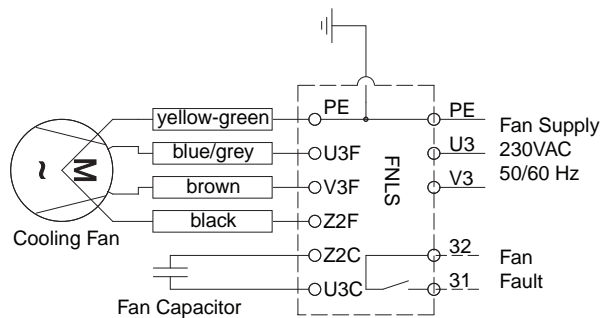 yellow-green
PE
PE
blue/grey
U3F
U3
brown
V3F
V3
black
Z2F
FNLS
Fan Supply
230VAC
50/60 Hz
M
~
Cooling Fan
Z2C
32
U3C
31
Fan
Fault
Fan Capacitor